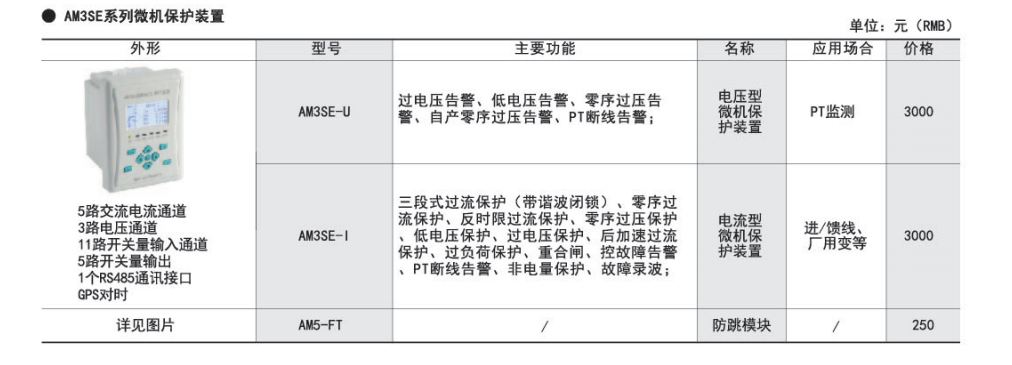 ● AM3SE系列微机保护装置
单位：元（RMB）
外形 型号 主要功能 名称 应用场合 价格
5路交流电流通道
3路电压通道
11路开关量输入通道
5路开关量输出
1个RS485通讯接口
GPS对时
AM3SE-U
过电压告警、低电压告警、零序过压告
警、自产零序过压告警、PT断线告警；
电压型
微机保
护装置
PT监测
3000
AM3SE-I
三段式过流保护（带谐波闭锁）、零序过
流保护、反时限过流保护、零序过压保护
、低电压保护、过电压保护、后加速过流
保护、过负荷保护、重合闸、控故障告警
、PT断线告警、非电量保护、故障录波；
电流型
微机保
护装置
进/馈线、
厂用变等
3000
详见图片 AM5-FT / 防跳模块 / 250